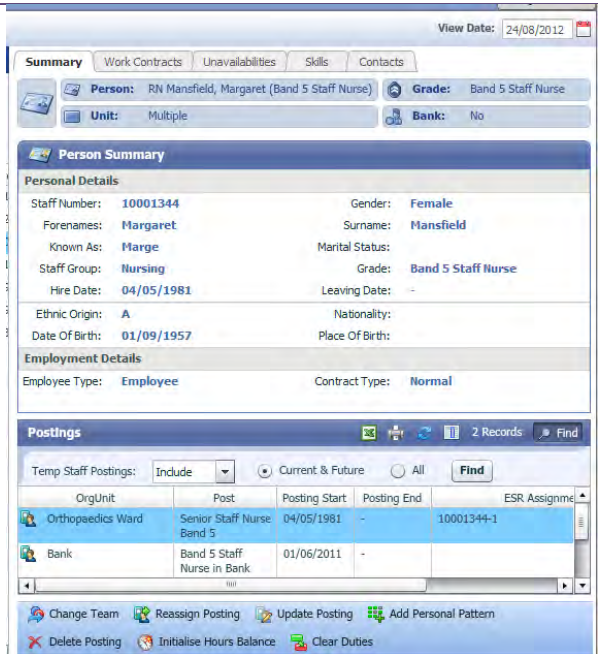 View Date: 24/08/2012
Summary Work Contracts Unavailabilities Skills Contacts
Person: RN Mansfield, Margaret (Band 5 Staff Nurse) Grade: Band 5 Staff Nurse
Unit: Multiple Bank: No
Person Summary
Personal Details
Staff Number: 10001344 Gender: Female
Forenames: Margaret Surname: Mansfield
Known As: Marge Marital Status:
Staff Group: Nursing Grade: Band 5 Staff Nurse
Hire Date: 04/05/1981 Leaving Date: -
Ethnic Origin: A Nationality:
Date Of Birth: 01/09/1957 Place Of Birth:
Employment Details
Employee Type: Employee Contract Type: Normal
Postings 2 Records Find
Temp Staff Postings: Include Current & Future All Find
OrgUnit Post Posting Start Posting End ESR Assignme
Orthopaedics Ward Senior Staff Nurse 04/05/1981 - 10001344-1
Band 5
Bank Band 5 Staff 01/06/2011 -
Nurse in Bank
Change Team Reassign Posting Update Posting Add Personal Pattern
Delete Posting Initialise Hours Balance Clear Duties